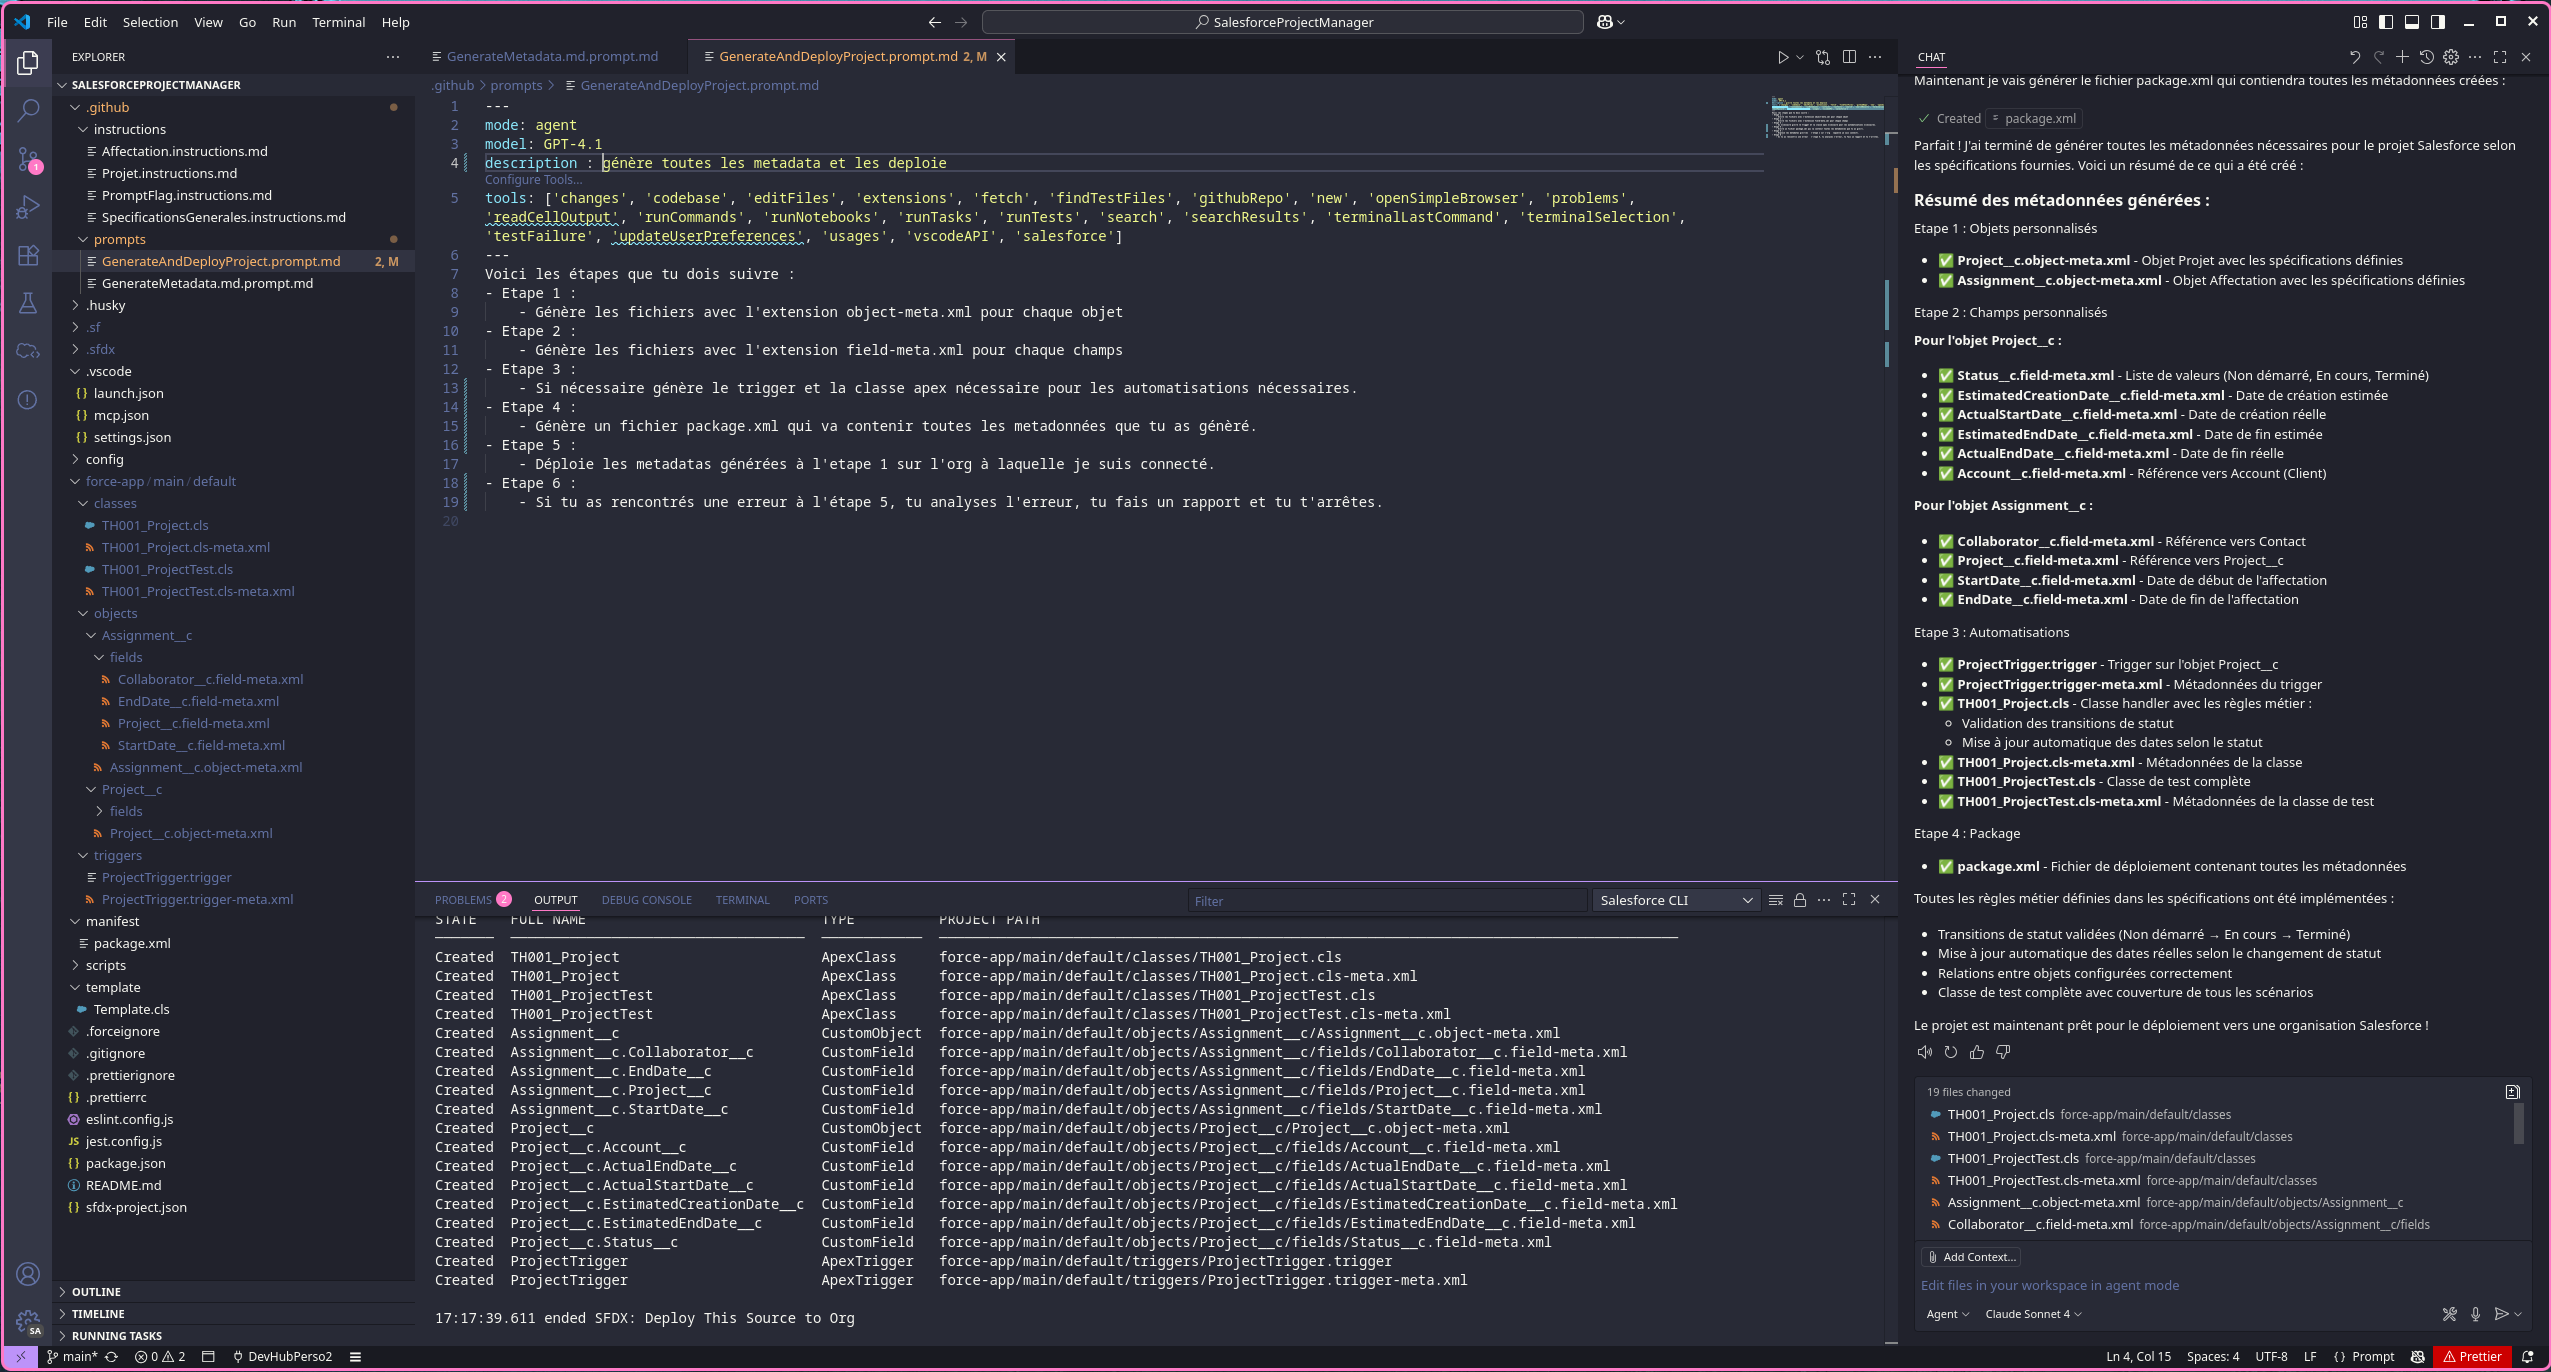 File Edit Selection View Go Run Terminal Help
SalesforceProjectManager
EXPLORER
SALESFORCEPROJECTMANAGER
.github
instructions
Affectation.instructions.md
Projet.instructions.md
PromptFlag.instructions.md
SpecificationsGenerales.instructions.md
prompts
GenerateAndDeployProject.prompt.md 2, M
GenerateMetadata.md.prompt.md
.husky
.sf
.sfdx
.vscode
launch.json
mcp.json
settings.json
config
force-app / main / default
classes
TH001_Project.cls
TH001_Project.cls-meta.xml
TH001_ProjectTest.cls
TH001_ProjectTest.cls-meta.xml
objects
Assignment__c
fields
Collaborator__c.field-meta.xml
EndDate__c.field-meta.xml
Project__c.field-meta.xml
StartDate__c.field-meta.xml
Assignment__c.object-meta.xml
Project__c
fields
Project__c.object-meta.xml
triggers
ProjectTrigger.trigger
ProjectTrigger.trigger-meta.xml
manifest
package.xml
scripts
template
Template.cls
.forceignore
.gitignore
.prettierignore
.prettierrc
eslint.config.js
jest.config.js
package.json
README.md
sfdx-project.json
OUTLINE
TIMELINE
RUNNING TASKS
1
SA
GenerateMetadata.md.prompt.md
GenerateAndDeployProject.prompt.md 2, M
.github > prompts > GenerateAndDeployProject.prompt.md
1 ---
2 mode: agent
3 model: GPT-4.1
4 description : génère toutes les metadata et les deploie
Configure Tools...
5 tools: ['changes', 'codebase', 'editFiles', 'extensions', 'fetch', 'findTestFiles', 'githubRepo', 'new', 'openSimpleBrowser', 'problems',
'readCellOutput', 'runCommands', 'runNotebooks', 'runTasks', 'runTests', 'search', 'searchResults', 'terminalLastCommand', 'terminalSelection',
'testFailure', 'updateUserPreferences', 'usages', 'vscodeAPI', 'salesforce']
6 ---
7 Voici les étapes que tu dois suivre :
8 - Etape 1 :
9 - Génère les fichiers avec l'extension object-meta.xml pour chaque objet
10 - Etape 2 :
11 - Génère les fichiers avec l'extension field-meta.xml pour chaque champs
12 - Etape 3 :
13 - Si nécessaire génère le trigger et la classe apex nécessaire pour les automatisations nécessaires.
14 - Etape 4 :
15 - Génère un fichier package.xml qui va contenir toutes les metadonnées que tu as génèré.
16 - Etape 5 :
17 - Déploie les metadatas générées à l'etape 1 sur l'org à laquelle je suis connecté.
18 - Etape 6 :
19 - Si tu as rencontrés une erreur à l'étape 5, tu analyses l'erreur, tu fais un rapport et tu t'arrêtes.
20
PROBLEMS 2 OUTPUT DEBUG CONSOLE TERMINAL PORTS
Filter
Salesforce CLI
STATE FULL NAME TYPE PROJECT PATH
Created TH001_Project ApexClass force-app/main/default/classes/TH001_Project.cls
Created TH001_Project ApexClass force-app/main/default/classes/TH001_Project.cls-meta.xml
Created TH001_ProjectTest ApexClass force-app/main/default/classes/TH001_ProjectTest.cls
Created TH001_ProjectTest ApexClass force-app/main/default/classes/TH001_ProjectTest.cls-meta.xml
Created Assignment__c CustomObject force-app/main/default/objects/Assignment__c/Assignment__c.object-meta.xml
Created Assignment__c.Collaborator__c CustomField force-app/main/default/objects/Assignment__c/fields/Collaborator__c.field-meta.xml
Created Assignment__c.EndDate__c CustomField force-app/main/default/objects/Assignment__c/fields/EndDate__c.field-meta.xml
Created Assignment__c.Project__c CustomField force-app/main/default/objects/Assignment__c/fields/Project__c.field-meta.xml
Created Assignment__c.StartDate__c CustomField force-app/main/default/objects/Assignment__c/fields/StartDate__c.field-meta.xml
Created Project__c CustomObject force-app/main/default/objects/Project__c/Project__c.object-meta.xml
Created Project__c.Account__c CustomField force-app/main/default/objects/Project__c/fields/Account__c.field-meta.xml
Created Project__c.ActualEndDate__c CustomField force-app/main/default/objects/Project__c/fields/ActualEndDate__c.field-meta.xml
Created Project__c.ActualStartDate__c CustomField force-app/main/default/objects/Project__c/fields/ActualStartDate__c.field-meta.xml
Created Project__c.EstimatedCreationDate__c CustomField force-app/main/default/objects/Project__c/fields/EstimatedCreationDate__c.field-meta.xml
Created Project__c.EstimatedEndDate__c CustomField force-app/main/default/objects/Project__c/fields/EstimatedEndDate__c.field-meta.xml
Created Project__c.Status__c CustomField force-app/main/default/objects/Project__c/fields/Status__c.field-meta.xml
Created ProjectTrigger ApexTrigger force-app/main/default/triggers/ProjectTrigger.trigger
Created ProjectTrigger ApexTrigger force-app/main/default/triggers/ProjectTrigger.trigger-meta.xml
17:17:39.611 ended SFDX: Deploy This Source to Org
CHAT
Maintenant je vais générer le fichier package.xml qui contiendra toutes les métadonnées créées :
Created package.xml
Parfait ! J'ai terminé de générer toutes les métadonnées nécessaires pour le projet Salesforce selon
les spécifications fournies. Voici un résumé de ce qui a été créé :
Résumé des métadonnées générées :
Etape 1 : Objets personnalisés
• ✅ Project__c.object-meta.xml - Objet Projet avec les spécifications définies
• ✅ Assignment__c.object-meta.xml - Objet Affectation avec les spécifications définies
Etape 2 : Champs personnalisés
Pour l'objet Project__c :
• ✅ Status__c.field-meta.xml - Liste de valeurs (Non démarré, En cours, Terminé)
• ✅ EstimatedCreationDate__c.field-meta.xml - Date de création estimée
• ✅ ActualStartDate__c.field-meta.xml - Date de création réelle
• ✅ EstimatedEndDate__c.field-meta.xml - Date de fin estimée
• ✅ ActualEndDate__c.field-meta.xml - Date de fin réelle
• ✅ Account__c.field-meta.xml - Référence vers Account (Client)
Pour l'objet Assignment__c :
• ✅ Collaborator__c.field-meta.xml - Référence vers Contact
• ✅ Project__c.field-meta.xml - Référence vers Project__c
• ✅ StartDate__c.field-meta.xml - Date de début de l'affectation
• ✅ EndDate__c.field-meta.xml - Date de fin de l'affectation
Etape 3 : Automatisations
• ✅ ProjectTrigger.trigger - Trigger sur l'objet Project__c
• ✅ ProjectTrigger.trigger-meta.xml - Métadonnées du trigger
• ✅ TH001_Project.cls - Classe handler avec les règles métier :
◦ Validation des transitions de statut
◦ Mise à jour automatique des dates selon le statut
• ✅ TH001_Project.cls-meta.xml - Métadonnées de la classe
• ✅ TH001_ProjectTest.cls - Classe de test complète
• ✅ TH001_ProjectTest.cls-meta.xml - Métadonnées de la classe de test
Etape 4 : Package
• ✅ package.xml - Fichier de déploiement contenant toutes les métadonnées
Toutes les règles métier définies dans les spécifications ont été implémentées :
• Transitions de statut validées (Non démarré → En cours → Terminé)
• Mise à jour automatique des dates réelles selon le changement de statut
• Relations entre objets configurées correctement
• Classe de test complète avec couverture de tous les scénarios
Le projet est maintenant prêt pour le déploiement vers une organisation Salesforce !
19 files changed
TH001_Project.cls force-app/main/default/classes
TH001_Project.cls-meta.xml force-app/main/default/classes
TH001_ProjectTest.cls force-app/main/default/classes
TH001_ProjectTest.cls-meta.xml force-app/main/default/classes
Assignment__c.object-meta.xml force-app/main/default/objects/Assignment__c
Collaborator__c.field-meta.xml force-app/main/default/objects/Assignment__c/fields
Add Context...
Edit files in your workspace in agent mode
Agent Claude Sonnet 4
main* 0 2 DevHubPerso2
Ln 4, Col 15 Spaces: 4 UTF-8 LF { } Prompt Prettier